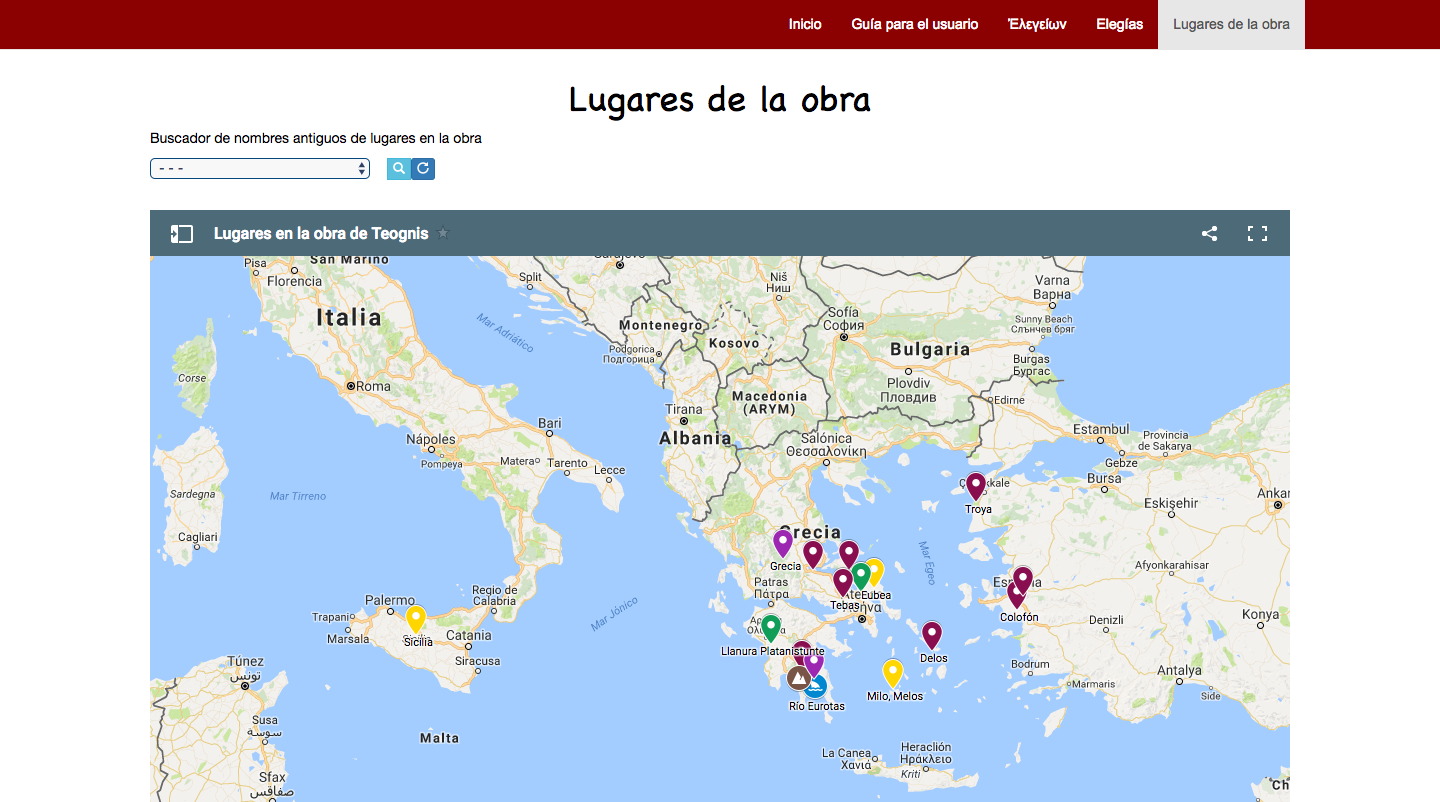 Inicio Guía para el usuario Ἐλεγείων Elegías Lugares de la obra
Lugares de la obra
Buscador de nombres antiguos de lugares en la obra
- - -
Lugares en la obra de Teognis
Pisa
San Marino
Florencia
Split
Niš
Ниш
Varna
Варна
Italia
Mar Adriático
Montenegro
Kosovo
Sofía
София
Sunny Beach
Слънчев бряг
Podgorica
Подгорица
Bulgaria
Burgas
Бургас
Corse
Roma
Plovdiv
Пловдив
Macedonia
(ARYM)
Edirne
Tirana
Albania
Bari
Nápoles
Pompeya
Matera
Tarento
Lecce
Salónica
Θεσσαλονίκη
Estambul
Provincia
de Sakarya
Gebze
Bursa
Eskişehir
Ankar
Sardegna
Mar Tirreno
Cagliari
Troya
Grecia
Grecia
Mar Egeo
Patras
Πάτρα
Eubea
Tebas
Αθήνα
Afyonkarahisar
Konya
Colofón
Denizli
Palermo
Regio de
Calabria
Mar Jónico
Trapani
Marsala
Sicilia
Catania
Siracusa
Llanura Platanistunte
Delos
Bodrum
Marmaris
Antalya
Side
Túnez
تونس
Milo, Melos
Río Eurotas
Susa
سوسة
Malta
La Canea
Χανιά
Heraclión
Ηράκλειο
Kriti
Sfax
صفاقس
Ch